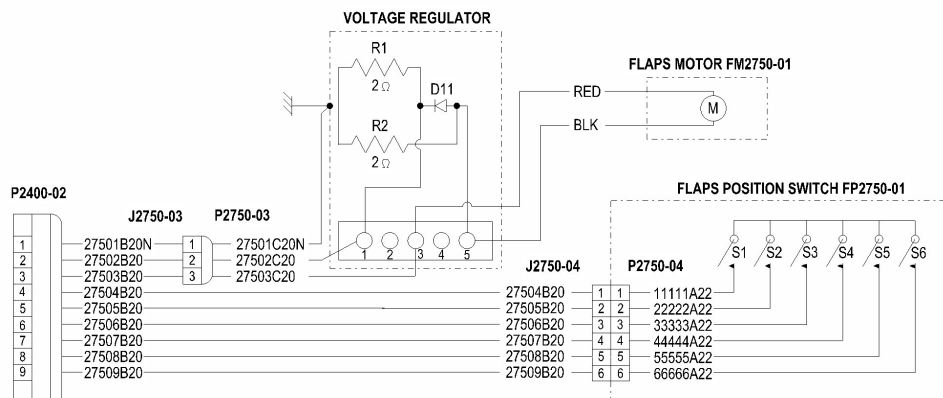 VOLTAGE REGULATOR
R1
2 Ω
D11
R2
2 Ω
FLAPS MOTOR FM2750-01
RED
M
BLK
P2400-02
J2750-03 P2750-03
FLAPS POSITION SWITCH FP2750-01
1 2 3 4 5
S1 S2 S3 S4 S5 S6
J2750-04 P2750-04
1 27501B20N 1 27501C20N
2 27502B20 2 27502C20
3 27503B20 3 27503C20
4 27504B20 27504B20 1 1 11111A22
5 27505B20 27505B20 2 2 22222A22
6 27506B20 27506B20 3 3 33333A22
7 27507B20 27507B20 4 4 44444A22
8 27508B20 27508B20 5 5 55555A22
9 27509B20 27509B20 6 6 66666A22